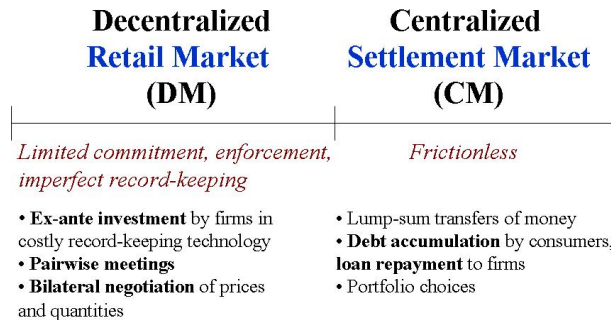 Decentralized
Retail Market
(DM)
Centralized
Settlement Market
(CM)
Limited commitment, enforcement,
imperfect record-keeping
Frictionless
• Ex-ante investment by firms in
costly record-keeping technology
• Pairwise meetings
• Bilateral negotiation of prices
and quantities
• Lump-sum transfers of money
• Debt accumulation by consumers,
loan repayment to firms
• Portfolio choices